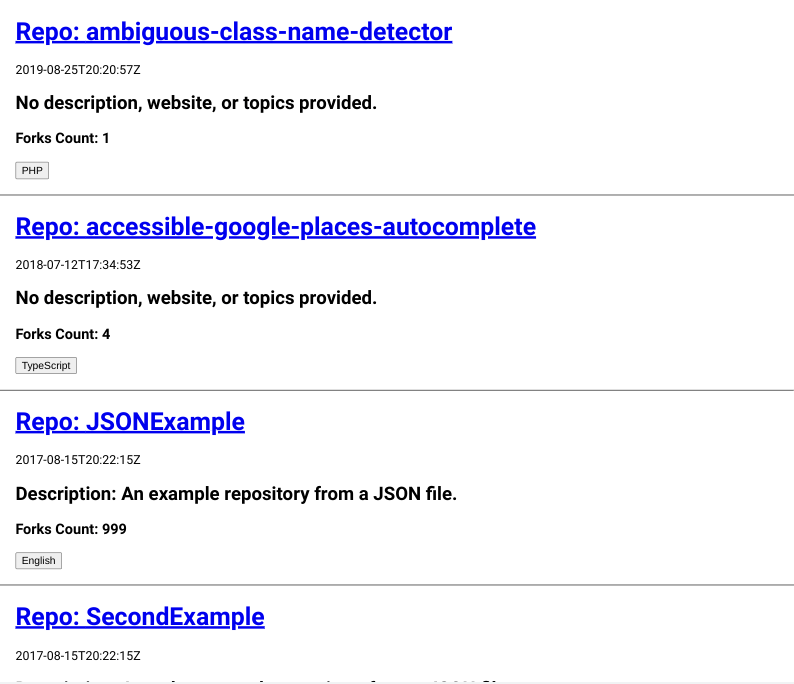 Repo: ambiguous-class-name-detector
2019-08-25T20:20:57Z
No description, website, or topics provided.
Forks Count: 1
PHP
Repo: accessible-google-places-autocomplete
2018-07-12T17:34:53Z
No description, website, or topics provided.
Forks Count: 4
TypeScript
Repo: JSONExample
2017-08-15T20:22:15Z
Description: An example repository from a JSON file.
Forks Count: 999
English
Repo: SecondExample
2017-08-15T20:22:15Z